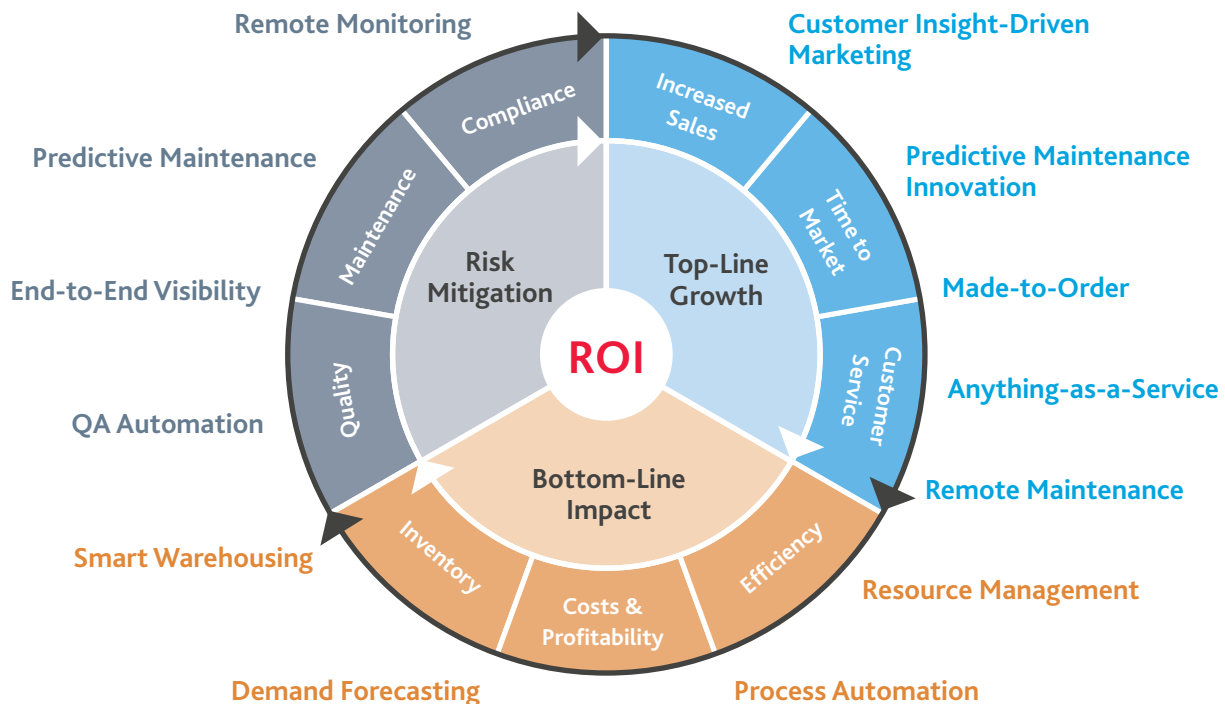 Remote Monitoring
Customer Insight-Driven
Marketing
Compliance
Increased
Sales
Predictive Maintenance
Predictive Maintenance
Innovation
Maintenance
Time to
Market
Risk
Mitigation
Top-Line
Growth
End-to-End Visibility
Made-to-Order
ROI
Quality
Customer
Service
Anything-as-a-Service
QA Automation
Bottom-Line
Impact
Remote Maintenance
Smart Warehousing
Inventory
Efficiency
Costs &
Profitability
Resource Management
Demand Forecasting
Process Automation